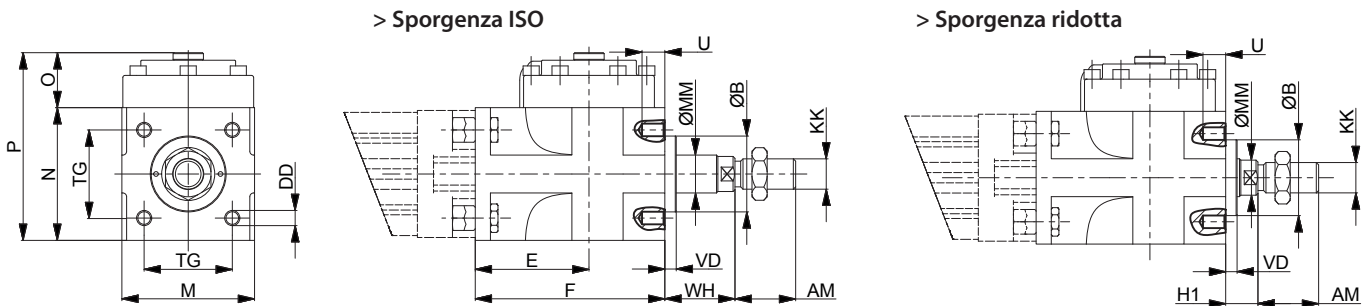 > Sporgenza ISO
> Sporgenza ridotta
P
O
N
TG
DD
TG
M
U
ØMM
ØB
KK
E
VD
F
WH
AM
U
ØMM
ØB
KK
VD
H1
AM